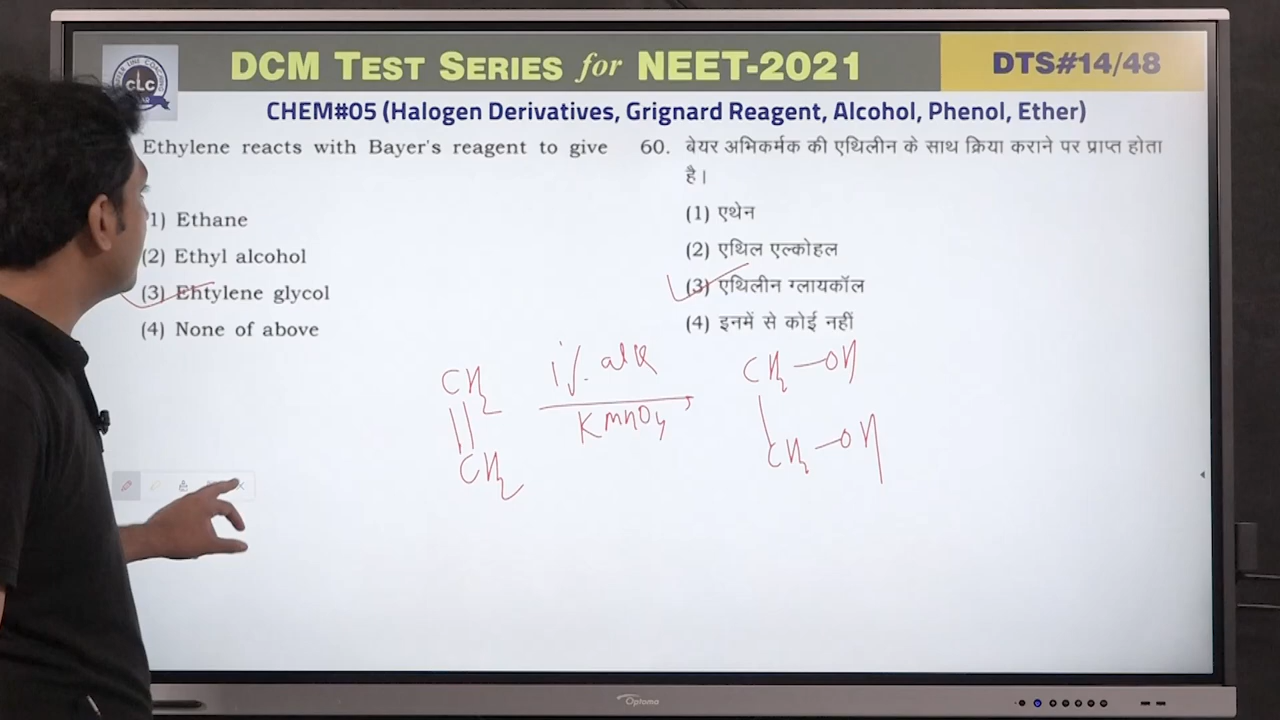 DCM TEST SERIES for NEET-2021
DTS#14/48
CLC
CHEM#05 (Halogen Derivatives, Grignard Reagent, Alcohol, Phenol, Ether)
Ethylene reacts with Bayer's reagent to give
1) Ethane
(2) Ethyl alcohol
(3) Ehtylene glycol
(4) None of above
60. बेयर अभिकर्मक की एथिलीन के साथ क्रिया कराने पर प्राप्त होता
है।
(1) एथेन
(2) एथिल एल्कोहल
(3) एथिलीन ग्लायकॉल
(4) इनमें से कोई नहीं
CH2
CH2
1% alk
KMnO4
CH2-OH
CH2-OH
Optoma